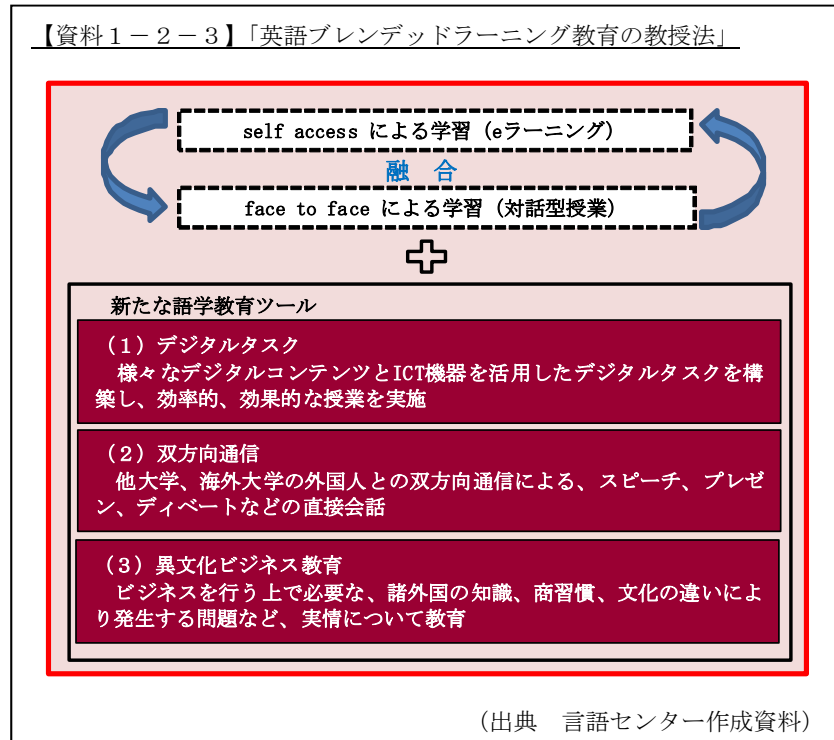 【資料１－２－３】「英語ブレンデッドラーニング教育の教授法」
self access による学習（eラーニング）
融　合
face to face による学習（対話型授業）
新たな語学教育ツール
（1）デジタルタスク
様々なデジタルコンテンツとICT機器を活用したデジタルタスクを構
築し、効率的、効果的な授業を実施
（2）双方向通信
他大学、海外大学の外国人との双方向通信による、スピーチ、プレゼ
ン、ディベートなどの直接会話
（3）異文化ビジネス教育
ビジネスを行う上で必要な、諸外国の知識、商習慣、文化の違いによ
り発生する問題など、実情について教育
（出典　言語センター作成資料）